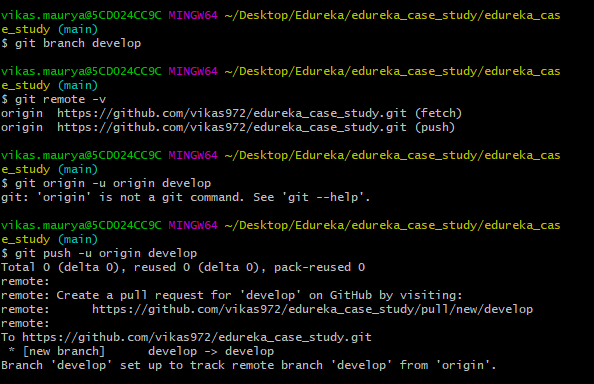 vikas.maurya@5CD024CC9C MINGW64 ~/Desktop/Edureka/edureka_case_study/edureka_cas
e_study (main)
$ git branch develop
vikas.maurya@5CD024CC9C MINGW64 ~/Desktop/Edureka/edureka_case_study/edureka_cas
e_study (main)
$ git remote -v
origin  https://github.com/vikas972/edureka_case_study.git (fetch)
origin  https://github.com/vikas972/edureka_case_study.git (push)
vikas.maurya@5CD024CC9C MINGW64 ~/Desktop/Edureka/edureka_case_study/edureka_cas
e_study (main)
$ git origin -u origin develop
git: 'origin' is not a git command. See 'git --help'.
vikas.maurya@5CD024CC9C MINGW64 ~/Desktop/Edureka/edureka_case_study/edureka_cas
e_study (main)
$ git push -u origin develop
Total 0 (delta 0), reused 0 (delta 0), pack-reused 0
remote:
remote: Create a pull request for 'develop' on GitHub by visiting:
remote:      https://github.com/vikas972/edureka_case_study/pull/new/develop
remote:
To https://github.com/vikas972/edureka_case_study.git
 * [new branch]      develop -> develop
Branch 'develop' set up to track remote branch 'develop' from 'origin'.